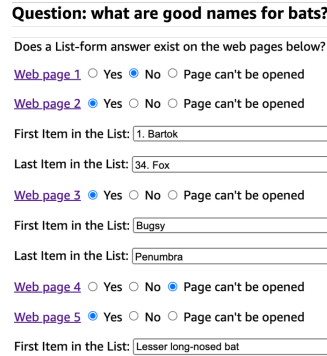 Question: what are good names for bats?
Does a List-form answer exist on the web pages below?
Web page 1 Yes No Page can't be opened
Web page 2 Yes No Page can't be opened
First Item in the List: 1. Bartok
Last Item in the List: 34. Fox
Web page 3 Yes No Page can't be opened
First Item in the List: Bugsy
Last Item in the List: Penumbra
Web page 4 Yes No Page can't be opened
Web page 5 Yes No Page can't be opened
First Item in the List: Lesser long-nosed bat